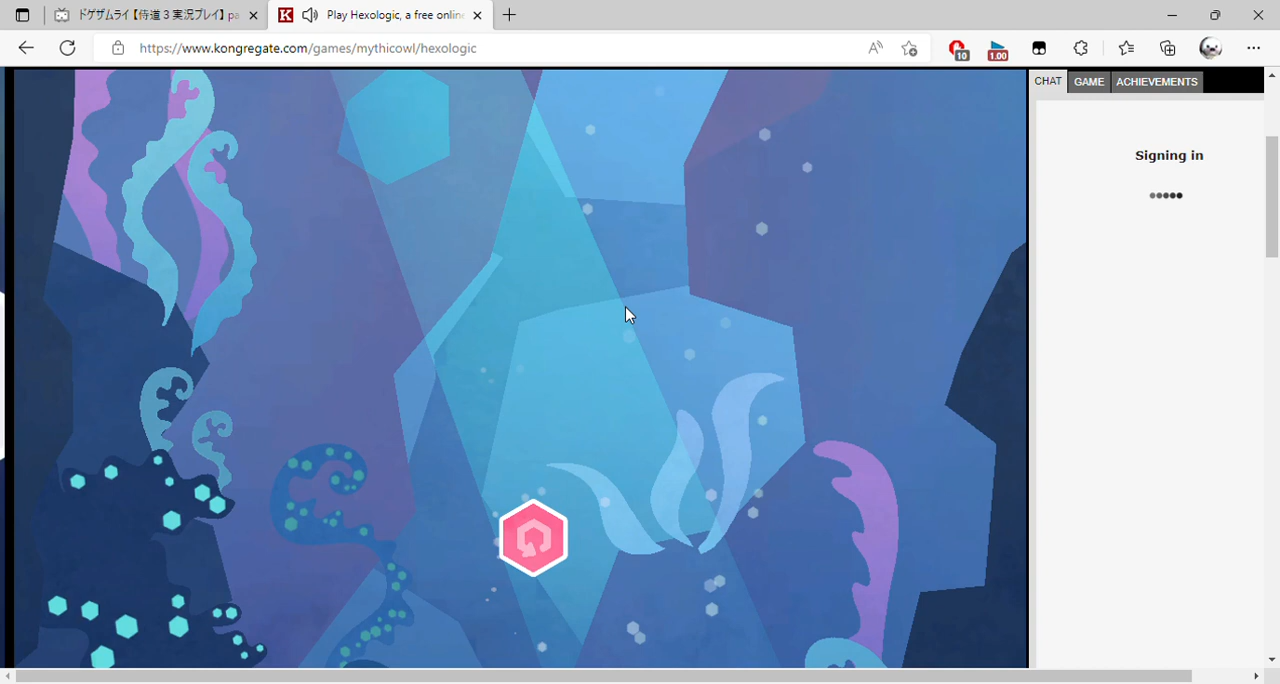 ドゲザムライ【侍道３実況プレイ】pa
Play Hexologic, a free onlin
https://www.kongregate.com/games/mythicowl/hexologic
10
1.00
CHAT GAME ACHIEVEMENTS
Signing in